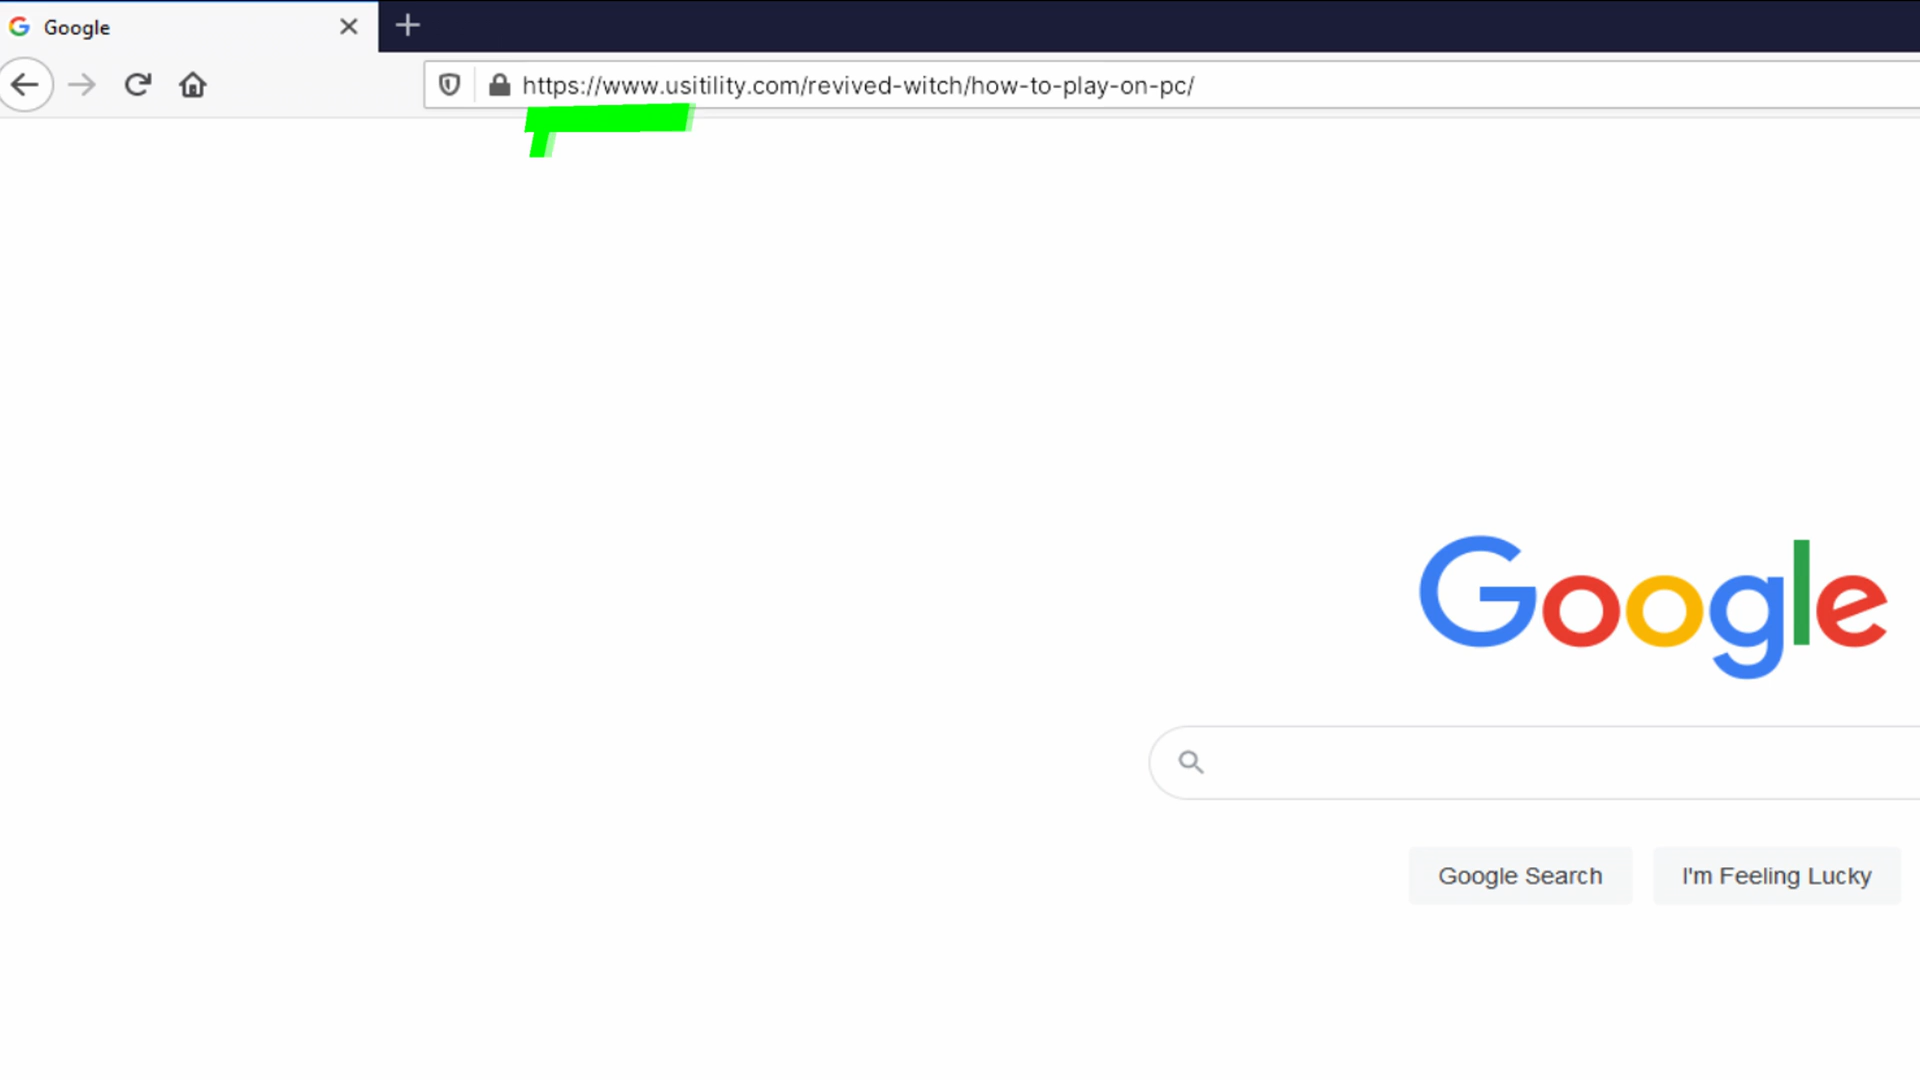 Google
https://www.usitility.com/revived-witch/how-to-play-on-pc/
Google
Google Search
I'm Feeling Lucky